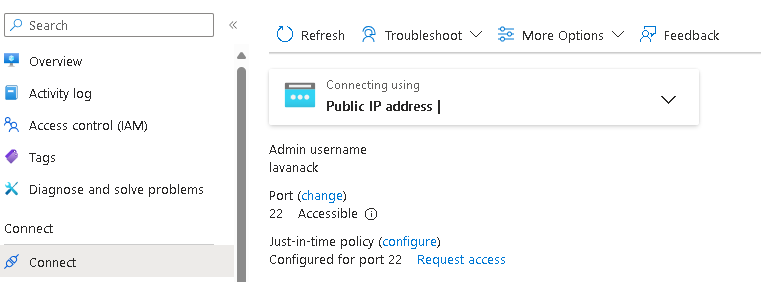 Search
Overview
Activity log
Access control (IAM)
Tags
Diagnose and solve problems
Connect
Connect
Refresh Troubleshoot More Options Feedback
Connecting using
Public IP address |
Admin username
lavanack
Port (change)
22 Accessible
Just-in-time policy (configure)
Configured for port 22 Request access